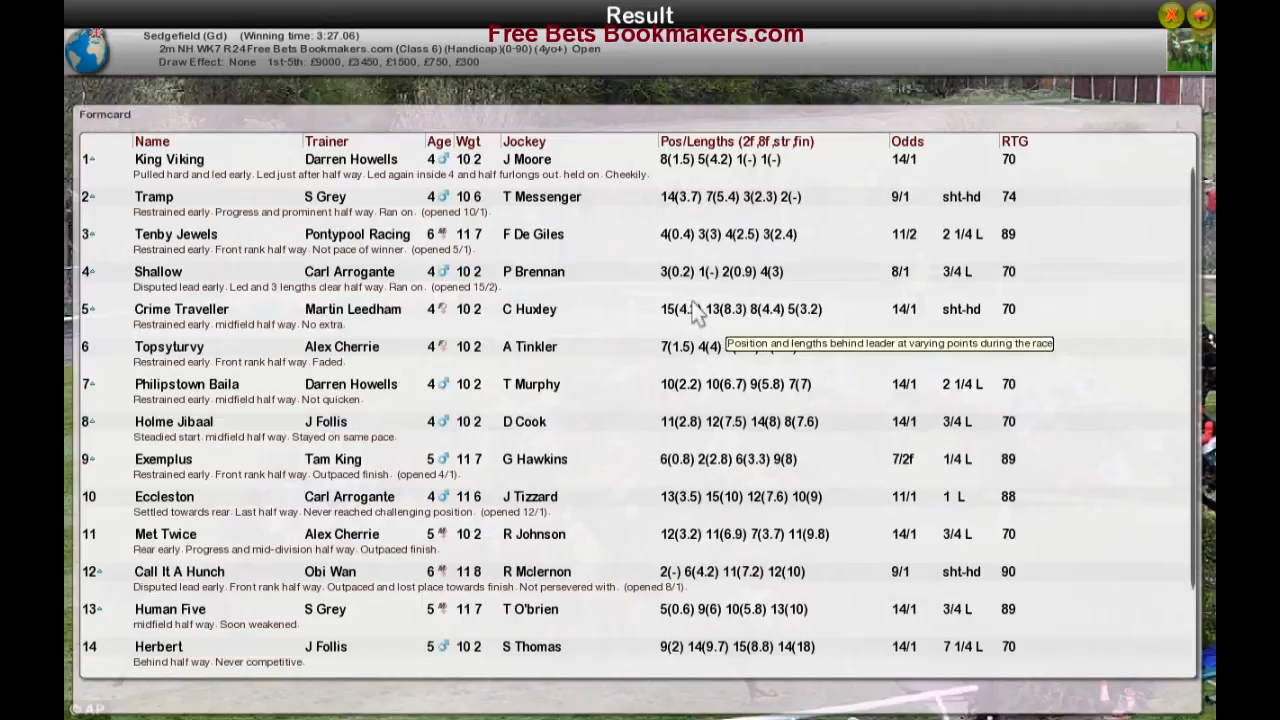 Result
Free Bets Bookmakers.com
Sedgefield (Gd) (Winning time: 3:27.06)
2m NH WK7 R24 Free Bets Bookmakers.com (Class 6) (Handicap)(0-90) (4yo+) Open
Draw Effect: None 1st-5th: £9000, £3450, £1500, £750, £300
Formcard
Name Trainer Age Wgt Jockey Pos/Lengths (2f,8f,str,fin) Odds RTG
1 King Viking Darren Howells 4 10 2 J Moore 8(1.5) 5(4.2) 1(-) 1(-) 14/1 70
Pulled hard and led early. Led just after half way. Led again inside 4 and half furlongs out. held on. Cheekily.
2 Tramp S Grey 4 10 6 T Messenger 14(3.7) 7(5.4) 3(2.3) 2(-) 9/1 sht-hd 74
Restrained early. Progress and prominent half way. Ran on. (opened 10/1).
3 Tenby Jewels Pontypool Racing 6 11 7 F De Giles 4(0.4) 3(3) 4(2.5) 3(2.4) 11/2 2 1/4 L 89
Restrained early. Front rank half way. Not pace of winner. (opened 5/1).
4 Shallow Carl Arrogante 4 10 2 P Brennan 3(0.2) 1(-) 2(0.9) 4(3) 8/1 3/4 L 70
Disputed lead early. Led and 3 lengths clear half way. Ran on. (opened 15/2).
5 Crime Traveller Martin Leedham 4 10 2 C Huxley 15(4. 13(8.3) 8(4.4) 5(3.2) 14/1 sht-hd 70
Restrained early. midfield half way. No extra.
6 Topsyturvy Alex Cherrie 4 10 2 A Tinkler 7(1.5) 4(4)
Position and lengths behind leader at varying points during the race
Restrained early. Front rank half way. Faded.
7 Philipstown Baila Darren Howells 4 10 2 T Murphy 10(2.2) 10(6.7) 9(5.8) 7(7) 14/1 2 1/4 L 70
Restrained early. midfield half way. Not quicken.
8 Holme Jibaal J Follis 4 10 2 D Cook 11(2.8) 12(7.5) 14(8) 8(7.6) 14/1 3/4 L 70
Steadied start. midfield half way. Stayed on same pace.
9 Exemplus Tam King 5 11 7 G Hawkins 6(0.8) 2(2.8) 6(3.3) 9(8) 7/2f 1/4 L 89
Restrained early. Front rank half way. Outpaced finish. (opened 4/1).
10 Eccleston Carl Arrogante 4 11 6 J Tizzard 13(3.5) 15(10) 12(7.6) 10(9) 11/1 1 L 88
Settled towards rear. Last half way. Never reached challenging position. (opened 12/1).
11 Met Twice Alex Cherrie 5 10 2 R Johnson 12(3.2) 11(6.9) 7(3.7) 11(9.8) 14/1 3/4 L 70
Rear early. Progress and mid-division half way. Outpaced finish.
12 Call It A Hunch Obi Wan 6 11 8 R Mclernon 2(-) 6(4.2) 11(7.2) 12(10) 9/1 sht-hd 90
Disputed lead early. Front rank half way. Outpaced and lost place towards finish. Not persevered with. (opened 8/1).
13 Human Five S Grey 5 11 7 T O'brien 5(0.6) 9(6) 10(5.8) 13(10) 14/1 3/4 L 89
midfield half way. Soon weakened.
14 Herbert J Follis 5 10 2 S Thomas 9(2) 14(9.7) 15(8.8) 14(18) 14/1 7 1/4 L 70
Behind half way. Never competitive.
© AP